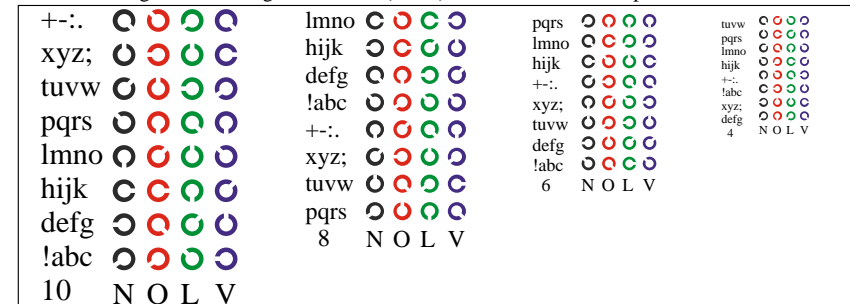 +-:.
xyz;
tuvw
pqrs
lmno
hijk
defg
!abc
10 N O L V
lmno
hijk
defg
!abc
+-:.
xyz;
tuvw
pqrs
8 N O L V
pqrs
lmno
hijk
+-:.
xyz;
tuvw
defg
!abc
6 N O L V
tuvw
pqrs
lmno
hijk
+-:.
!abc
xyz;
defg
4 N O L V